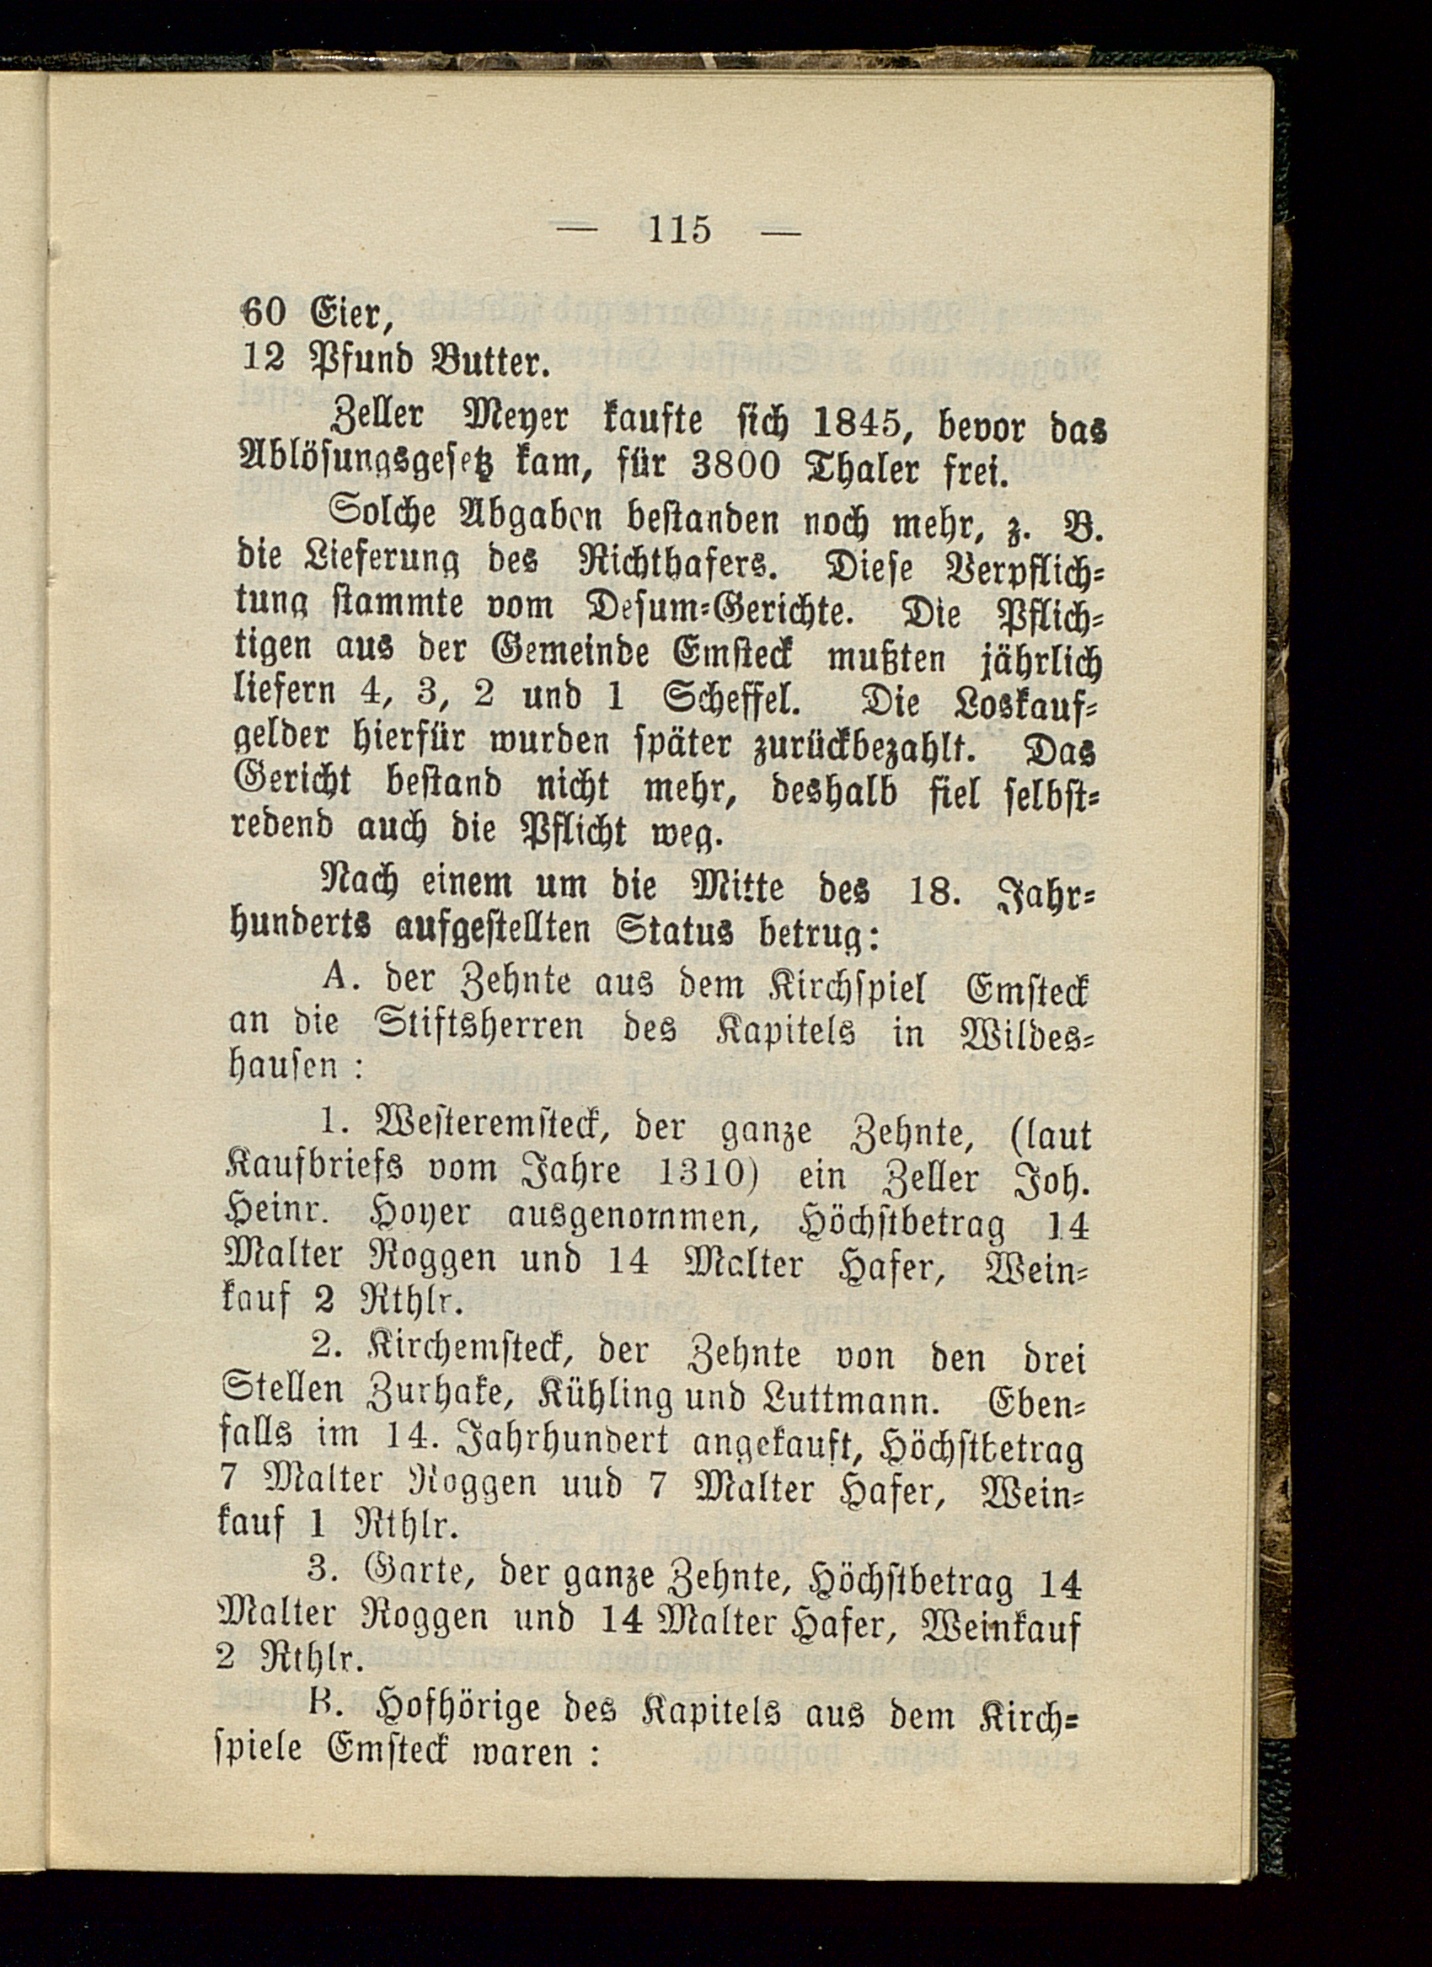 — 115 —
60 Eier,
12 Pfund Butter.
Zeller Meyer kaufte sich 1845, bevor das
Ablösungsgesetz kam, für 3800 Thaler frei.
Solche Abgaben bestanden noch mehr, z. B.
die Lieferung des Richthafers. Diese Verpflich-
tung stammte vom Desum-Gerichte. Die Pflich-
tigen aus der Gemeinde Emsteck mußten jährlich
liefern 4, 3, 2 und 1 Scheffel. Die Loskauf-
gelder hierfür wurden später zurückbezahlt. Das
Gericht bestand nicht mehr, deshalb fiel selbst-
redend auch die Pflicht weg.
Nach einem um die Mitte des 18. Jahr-
hunderts aufgestellten Status betrug:
A. der Zehnte aus dem Kirchspiel Emsteck
an die Stiftsherren des Kapitels in Wildes-
hausen :
1. Westeremsteck, der ganze Zehnte, (laut
Kaufbriefs vom Jahre 1310) ein Zeller Joh.
Heinr. Hoyer ausgenommen, Höchstbetrag 14
Malter Roggen und 14 Malter Hafer, Wein-
kauf 2 Rthlr.
2. Kirchemsteck, der Zehnte von den drei
Stellen Zurhake, Kühling und Luttmann. Eben-
falls im 14. Jahrhundert angekauft, Höchstbetrag
7 Malter Roggen uud 7 Malter Hafer, Wein-
kauf 1 Rthlr.
3. Garte, der ganze Zehnte, Höchstbetrag 14
Malter Roggen und 14 Malter Hafer, Weinkauf
2 Rthlr.
B. Hofhörige des Kapitels aus dem Kirch-
spiele Emsteck waren :